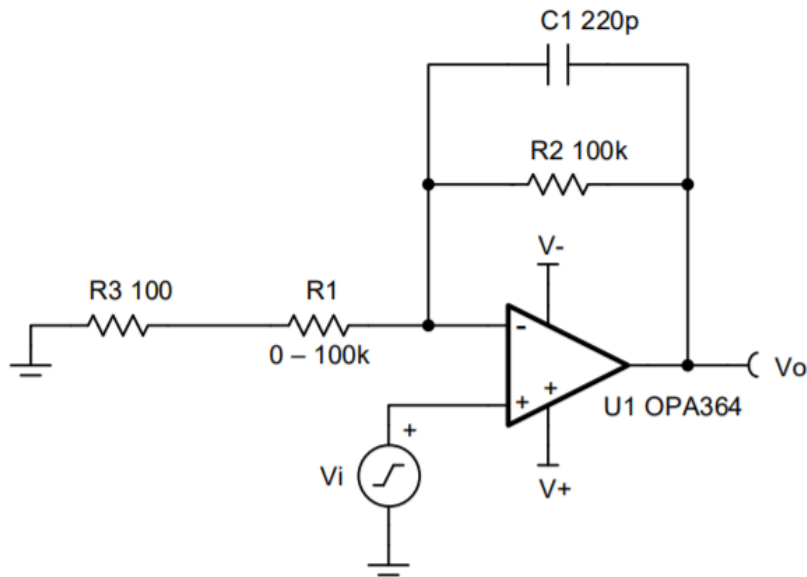 C1 220p
R2 100k
V-
R3 100
R1
0 – 100k
-
+
+
U1 OPA364
Vo
+
Vi
V+